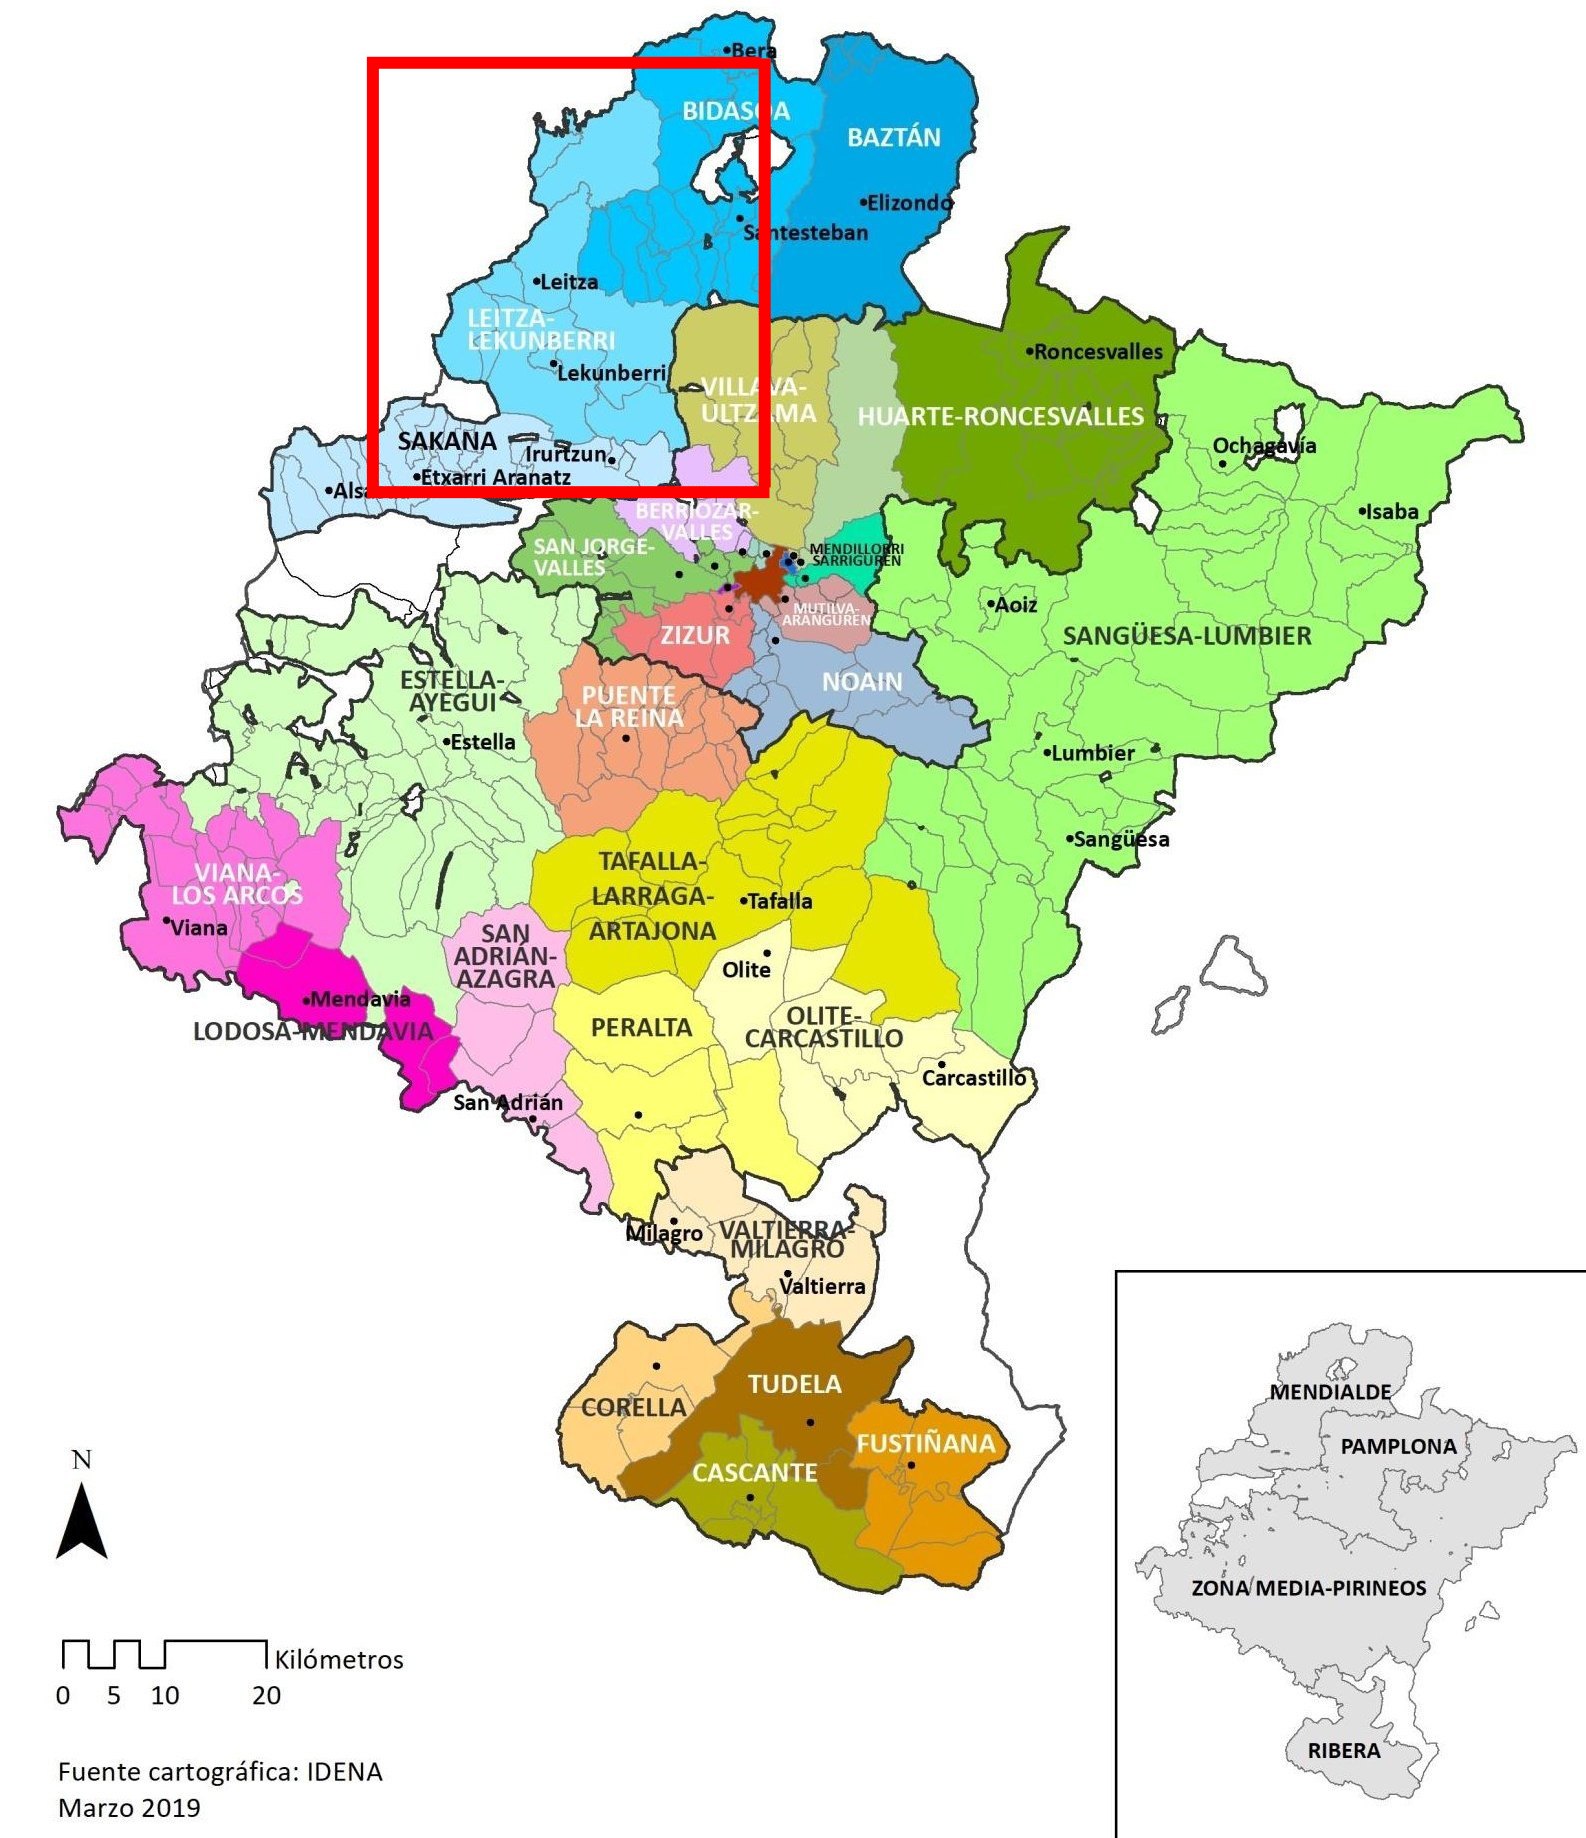 Bera
BIDASOA
BAZTÁN
Elizondo
Santesteban
Leitza
LEITZA-
LEKUNBERRI
Lekunberri
Roncesvalles
VILLAVA-
ULTZAMA
HUARTE-RONCESVALLES
SAKANA
Irurtzun
Etxarri Aranatz
Ochagavía
Isaba
BERRIOZAR-
VALLES
SAN JORGE-
VALLES
MENDILLORRI
SARRIGUREN
Aoiz
MUTILVA-
ARANGUREN
ZIZUR
SANGÜESA-LUMBIER
ESTELLA-
AYEGUI
NOAIN
PUENTE
LA REINA
Estella
Lumbier
Sangüesa
VIANA-
LOS ARCOS
Viana
TAFALLA-
LARRAGA-
ARTAJONA
Tafalla
SAN
ADRIÁN-
AZAGRA
Olite
Mendavia
LODOSA-MENDAVIA
PERALTA
OLITE-
CARCASTILLO
Carcastillo
San Adrián
Milagro
VALTIERRA-
MILAGRO
Valtierra
TUDELA
CORELLA
FUSTIÑANA
CASCANTE
MENDIALDE
PAMPLONA
ZONA MEDIA-PIRINEOS
RIBERA
N
Kilómetros
0 5 10 20
Fuente cartográfica: IDENA
Marzo 2019